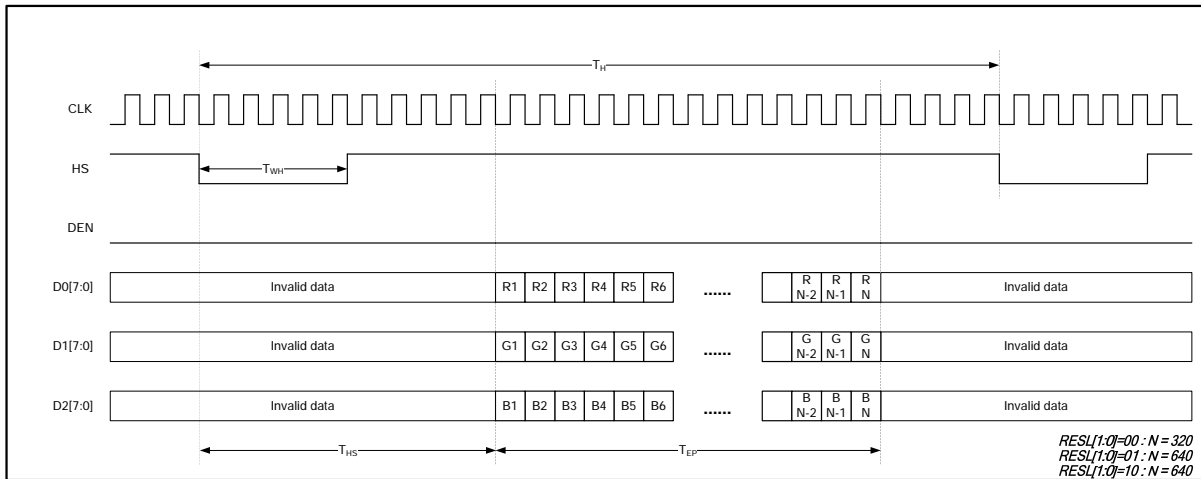 TH
CLK
HS
TWH
DEN
D0[7:0]
Invalid data
R1 R2 R3 R4 R5 R6
......
R N-2
R N-1
R N
Invalid data
D1[7:0]
Invalid data
G1 G2 G3 G4 G5 G6
......
G N-2
G N-1
G N
Invalid data
D2[7:0]
Invalid data
B1 B2 B3 B4 B5 B6
......
B N-2
B N-1
B N
Invalid data
THS
TEP
RESL[1:0]=00 : N = 320
RESL[1:0]=01 : N = 640
RESL[1:0]=10 : N = 640